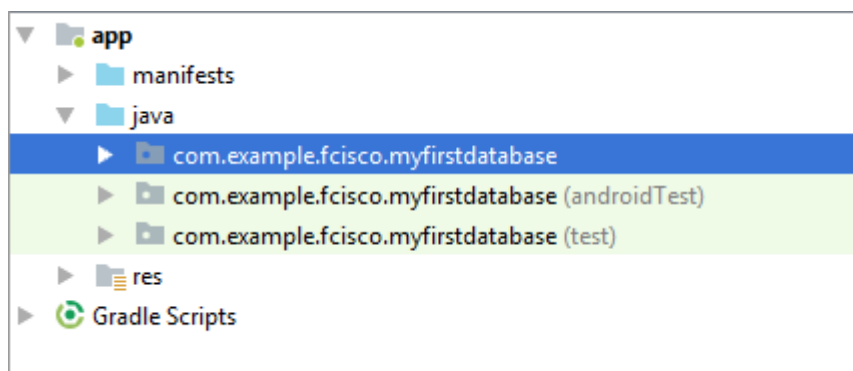 app
manifests
java
com.example.fcisco.myfirstdatabase
com.example.fcisco.myfirstdatabase (androidTest)
com.example.fcisco.myfirstdatabase (test)
res
Gradle Scripts